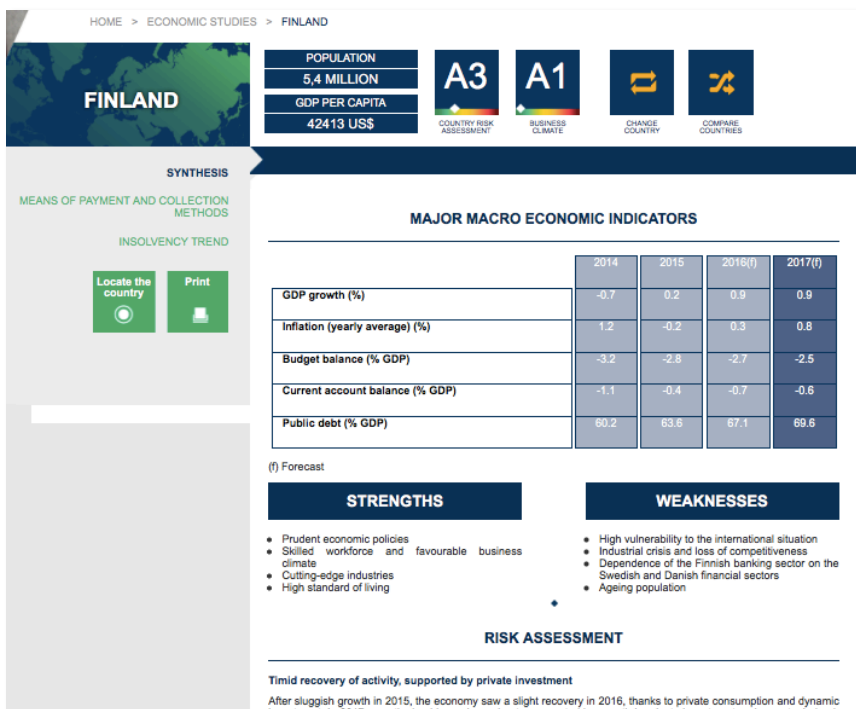 HOME > ECONOMIC STUDIES > FINLAND
FINLAND
POPULATION
5,4 MILLION
GDP PER CAPITA
42413 US$
A3
COUNTRY RISK
ASSESSMENT
A1
BUSINESS
CLIMATE
CHANGE
COUNTRY
COMPARE
COUNTRIES
SYNTHESIS
MEANS OF PAYMENT AND COLLECTION
METHODS
INSOLVENCY TREND
Locate the
country
Print
MAJOR MACRO ECONOMIC INDICATORS
2014 2015 2016(f) 2017(f)
GDP growth (%) -0.7 0.2 0.9 0.9
Inflation (yearly average) (%) 1.2 -0.2 0.3 0.8
Budget balance (% GDP) -3.2 -2.8 -2.7 -2.5
Current account balance (% GDP) -1.1 -0.4 -0.7 -0.6
Public debt (% GDP) 60.2 63.6 67.1 69.6
(f) Forecast
STRENGTHS
• Prudent economic policies
• Skilled workforce and favourable business
climate
• Cutting-edge industries
• High standard of living
WEAKNESSES
• High vulnerability to the international situation
• Industrial crisis and loss of competitiveness
• Dependence of the Finnish banking sector on the
Swedish and Danish financial sectors
• Ageing population
RISK ASSESSMENT
Timid recovery of activity, supported by private investment
After sluggish growth in 2015, the economy saw a slight recovery in 2016, thanks to private consumption and dynamic